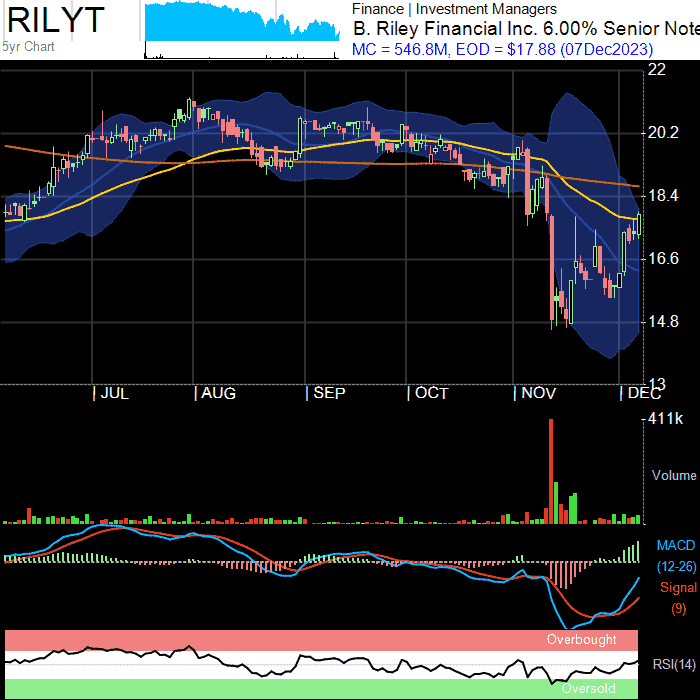 RILYT
5yr Chart
Finance | Investment Managers
B. Riley Financial Inc. 6.00% Senior Note
MC = 546.8M, EOD = $17.88 (07Dec2023)
22
20.2
18.4
16.6
14.8
13
JUL AUG SEP OCT NOV DEC
411k
Volume
MACD
(12-26)
Signal
(9)
Overbought
RSI(14)
Oversold